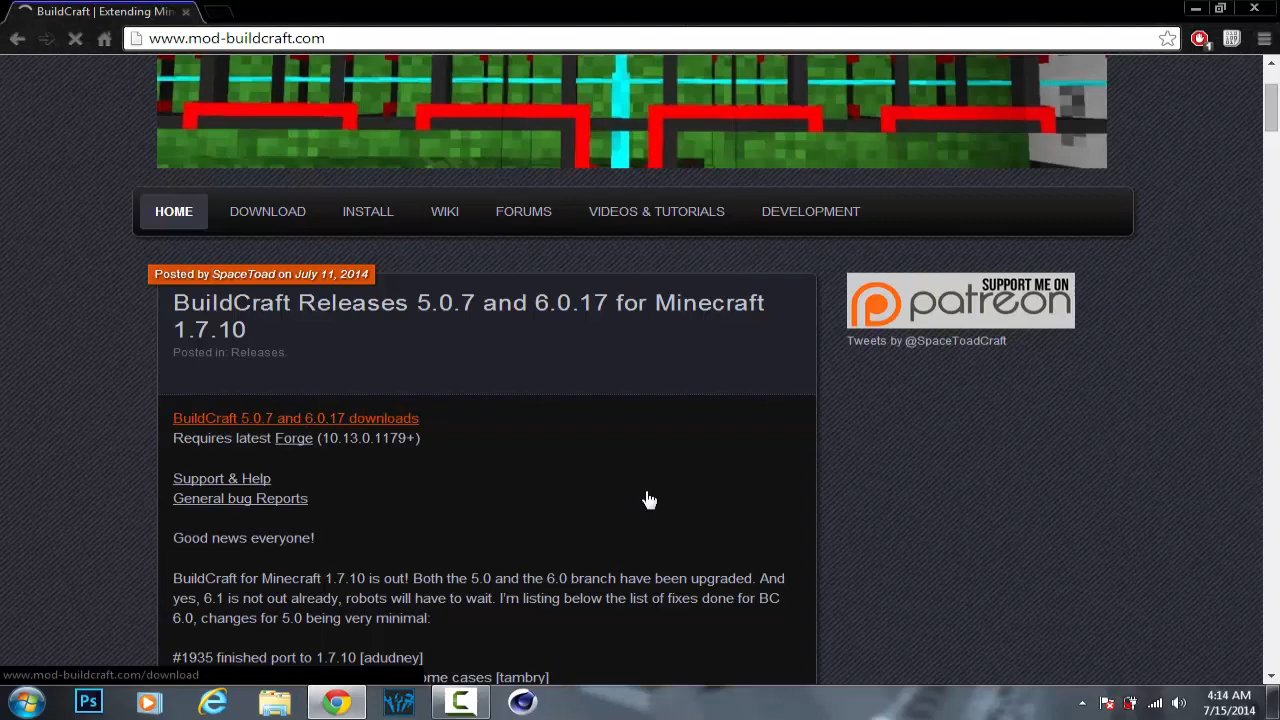 BuildCraft | Extending Min
www.mod-buildcraft.com
1
HOME DOWNLOAD INSTALL WIKI FORUMS VIDEOS & TUTORIALS DEVELOPMENT
Posted by SpaceToad on July 11, 2014
BuildCraft Releases 5.0.7 and 6.0.17 for Minecraft
1.7.10
Posted in: Releases.
SUPPORT ME ON
patreon
Tweets by @SpaceToadCraft
BuildCraft 5.0.7 and 6.0.17 downloads
Requires latest Forge (10.13.0.1179+)
Support & Help
General bug Reports
Good news everyone!
BuildCraft for Minecraft 1.7.10 is out! Both the 5.0 and the 6.0 branch have been upgraded. And
yes, 6.1 is not out already, robots will have to wait. I'm listing below the list of fixes done for BC
6.0, changes for 5.0 being very minimal:
#1935 finished port to 1.7.10 [adudney]
ome cases [tambry]
www.mod-buildcraft.com/download
Ps
4:14 AM
7/15/2014